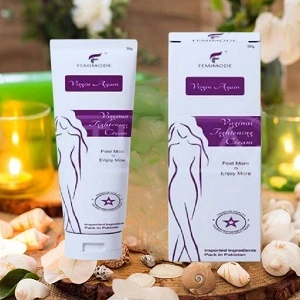 FEMIMODE
Virgin Again
Vaginal
Tightening
Cream
Feel More
Enjoy More
Imported Ingredients
Pack in Pakistan
30g
FEMIMODE
Virgin Again
Vaginal
Tightening
Cream
Feel More
Enjoy More
Imported Ingredients
Pack in Pakistan